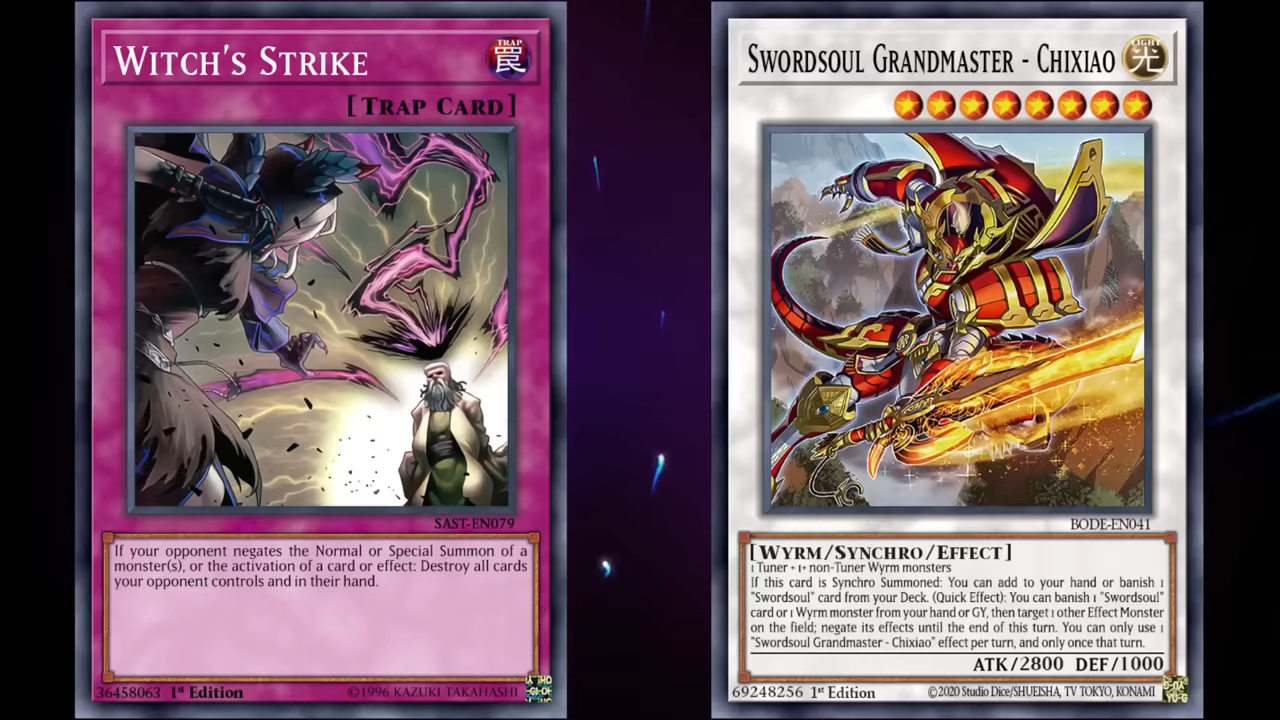 WITCH'S STRIKE
TRAP
罠
[TRAP CARD]
SAST-EN079
If your opponent negates the Normal or Special Summon of a
monster(s), or the activation of a card or effect: Destroy all cards
your opponent controls and in their hand.
36458063 1st Edition ©1996 KAZUKI TAKAHASHI
SWORDSOUL GRANDMASTER - CHIXIAO
LIGHT
光
BODE-EN041
[WYRM/SYNCHRO/EFFECT]
1 Tuner + 1+ non-Tuner Wyrm monsters
If this card is Synchro Summoned: You can add to your hand or banish 1
"Swordsoul" card from your Deck. (Quick Effect): You can banish 1 "Swordsoul"
card or 1 Wyrm monster from your hand or GY, then target 1 other Effect Monster
on the field; negate its effects until the end of this turn. You can only use 1
"Swordsoul Grandmaster - Chixiao" effect per turn, and only once that turn.
ATK/2800 DEF/1000
69248256 1st Edition ©2020 Studio Dice/SHUEISHA, TV TOKYO, KONAMI